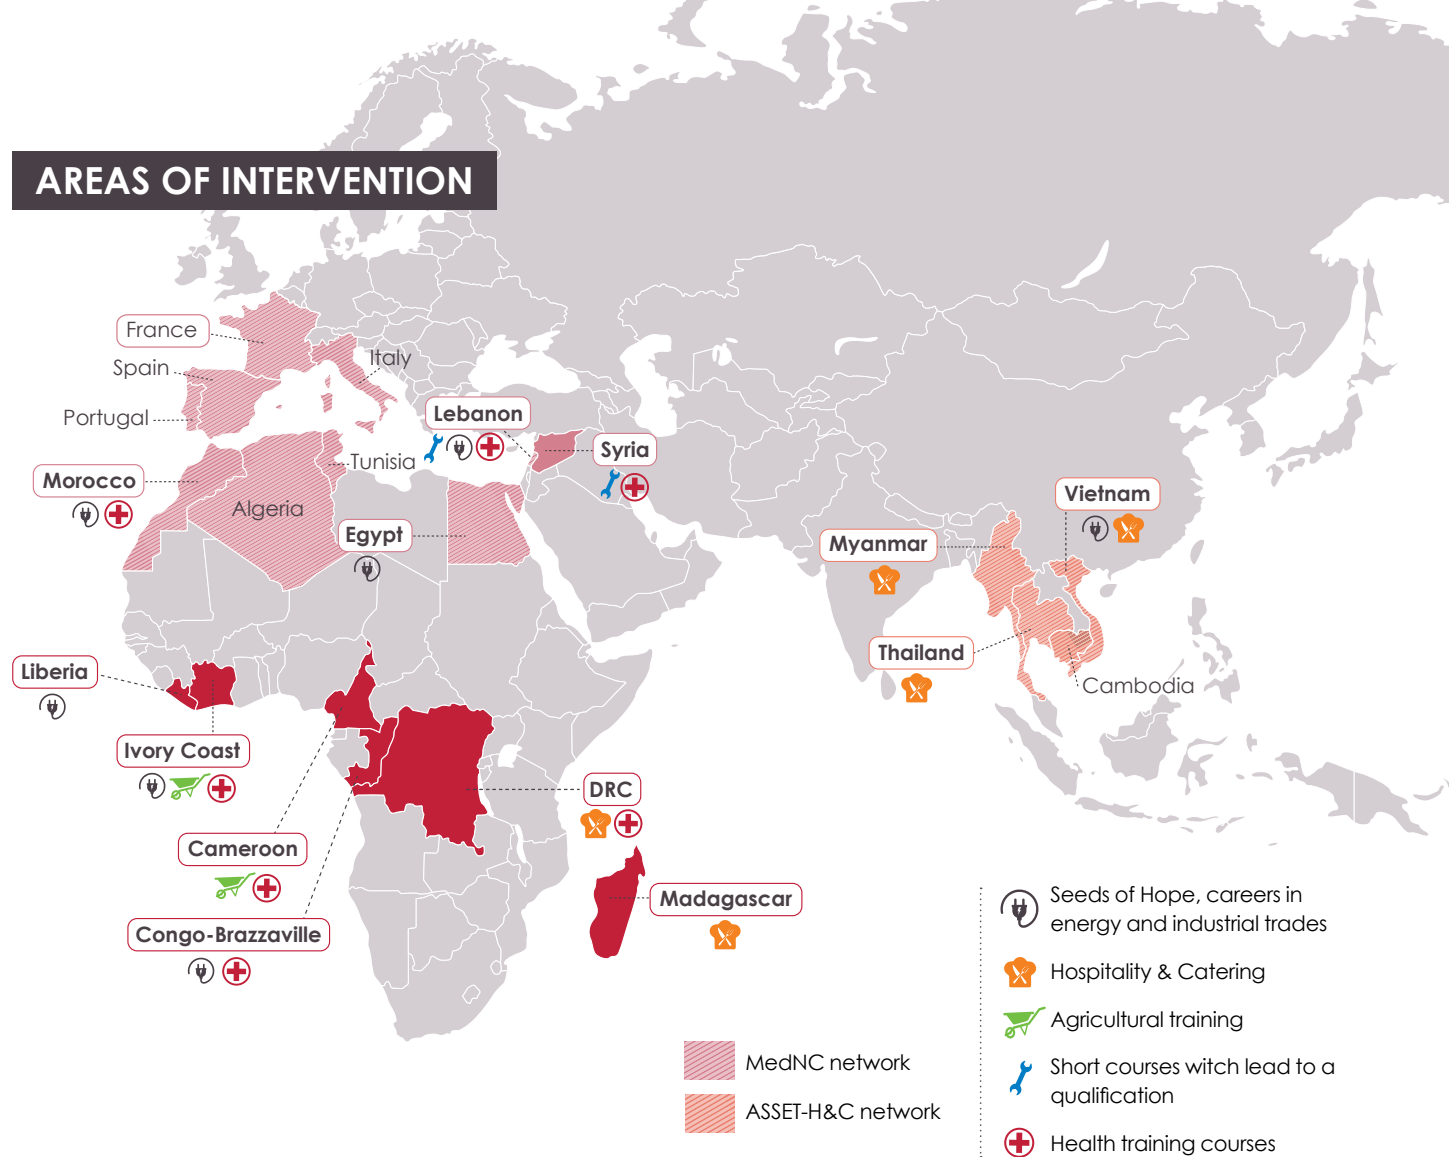 AREAS OF INTERVENTION
France
Spain
Italy
Portugal
Lebanon
Tunisia
Syria
Morocco
Algeria
Egypt
Vietnam
Myanmar
Thailand
Cambodia
Liberia
Ivory Coast
DRC
Cameroon
Madagascar
Congo-Brazzaville
Seeds of Hope, careers in
energy and industrial trades
Hospitality & Catering
Agricultural training
Short courses witch lead to a
qualification
Health training courses
MedNC network
ASSET-H&C network